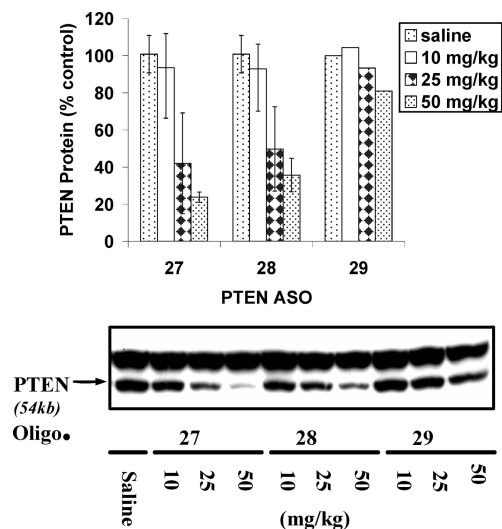 saline
10 mg/kg
25 mg/kg
50 mg/kg
PTEN Protein (% control)
120
100
80
60
40
20
0
27 28 29
PTEN ASO
PTEN
(54kb)
Oligo.
27 28 29
Saline 10 25 50 10 25 50 10 25 50
(mg/kg)